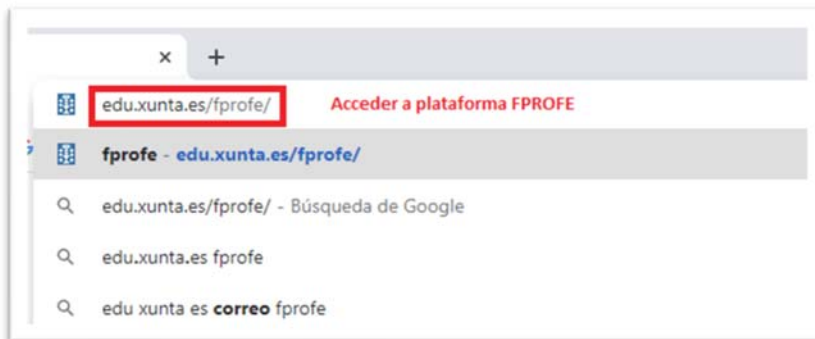 × +
edu.xunta.es/fprofe/ Acceder a plataforma FPROFE
fprofe - edu.xunta.es/fprofe/
edu.xunta.es/fprofe/ - Búsqueda de Google
edu.xunta.es fprofe
edu xunta es correo fprofe